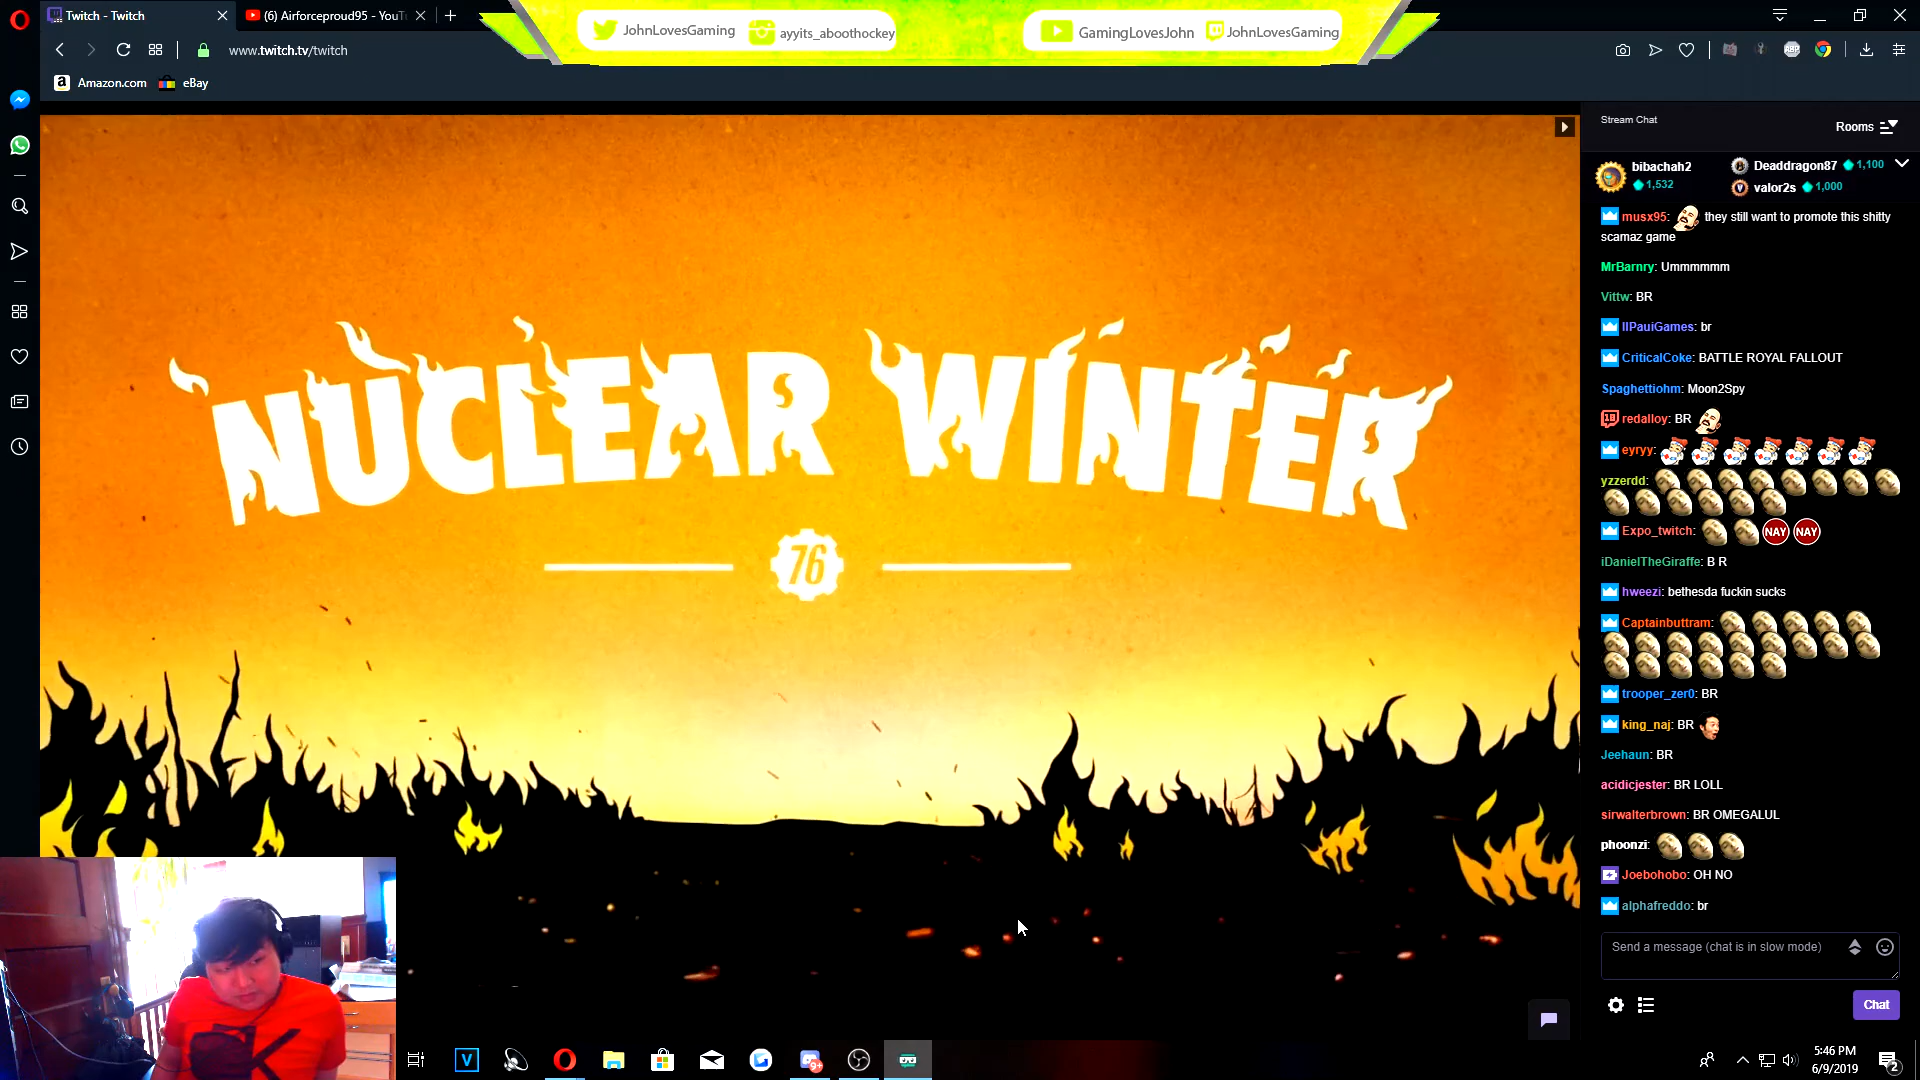 Twitch - Twitch
(6) Airforceproud95 - YouT
JohnLovesGaming
ayyits_aboothockey
GamingLovesJohn
JohnLovesGaming
www.twitch.tv/twitch
ABP
Amazon.com
eBay
NUCLEAR WINTER
76
Stream Chat
Rooms
bibachah2
1,532
Deaddragon87 1,100
valor2s 1,000
musx95: they still want to promote this shitty
scamaz game
MrBarnry: Ummmmmm
Vittw: BR
IIPauiGames: br
CriticalCoke: BATTLE ROYAL FALLOUT
Spaghettiohm: Moon2Spy
redalloy: BR
eyryy:
yzzerdd:
Expo_twitch: NAY NAY
iDanielTheGiraffe: B R
hweezi: bethesda fuckin sucks
Captainbuttram:
trooper_zer0: BR
king_naj: BR
Jeehaun: BR
acidicjester: BR LOLL
sirwalterbrown: BR OMEGALUL
phoonzi:
Joebohobo: OH NO
alphafreddo: br
Send a message (chat is in slow mode)
Chat
K
V
9+
5:46 PM
6/9/2019
2